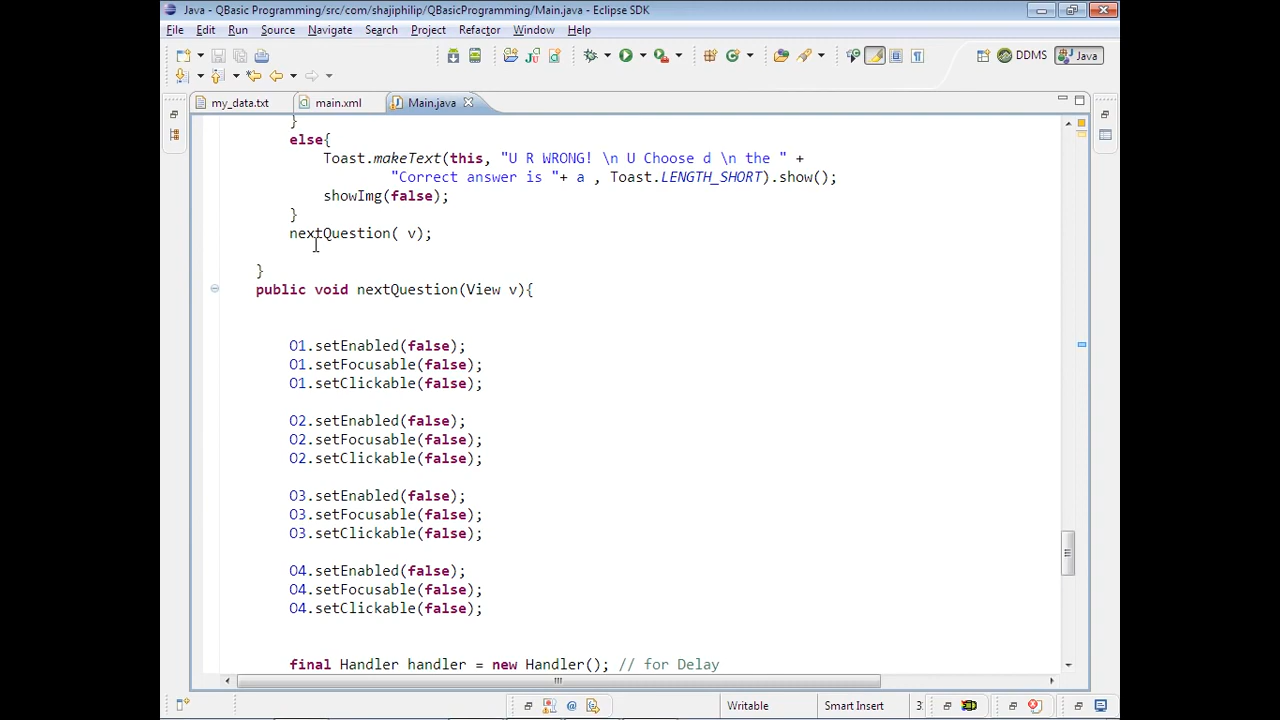 Java - QBasic Programming/src/com/shajiphilip/QBasicProgramming/Main.java - Eclipse SDK
File Edit Run Source Navigate Search Project Refactor Window Help
DDMS Java
my_data.txt main.xml Main.java
}
else{
Toast.makeText(this, "U R WRONG! \n U Choose d \n the " +
"Correct answer is "+ a , Toast.LENGTH_SHORT).show();
showImg(false);
}
nextQuestion( v);
}
public void nextQuestion(View v){
O1.setEnabled(false);
O1.setFocusable(false);
O1.setClickable(false);
O2.setEnabled(false);
O2.setFocusable(false);
O2.setClickable(false);
O3.setEnabled(false);
O3.setFocusable(false);
O3.setClickable(false);
O4.setEnabled(false);
O4.setFocusable(false);
O4.setClickable(false);
final Handler handler = new Handler(); // for Delay
Writable Smart Insert 3